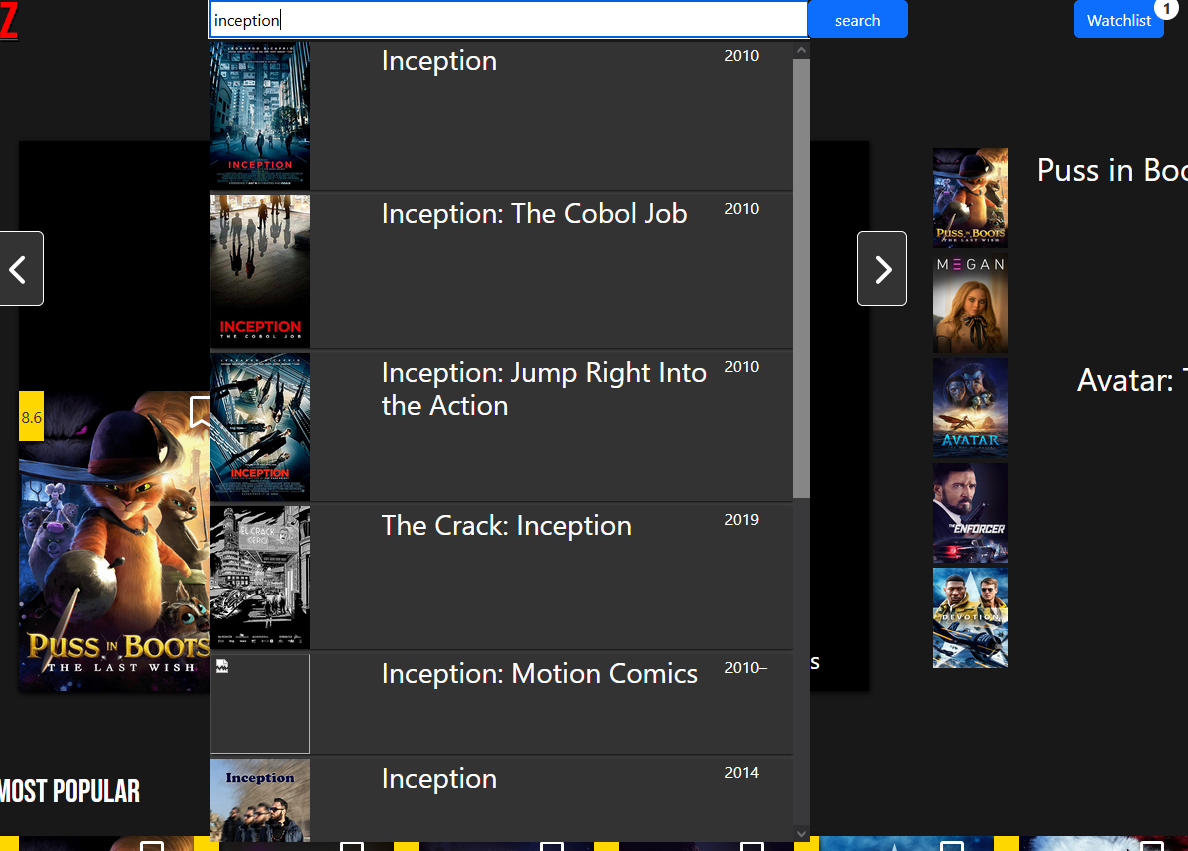 Z
inception
search
Watchlist
1
Inception
2010
INCEPTION
Inception: The Cobol Job
2010
INCEPTION
THE COBOL JOB
Inception: Jump Right Into
the Action
2010
INCEPTION
The Crack: Inception
2019
EL CRACK
CERO
Inception: Motion Comics
2010–
Inception
2014
Inception
8.6
PUSS IN BOOTS
THE LAST WISH
s
MOST POPULAR
Puss in Boo
PUSS IN BOOTS
THE LAST WISH
MEGAN
Avatar: T
AVATAR
THE ENFORCER
DEVOTION